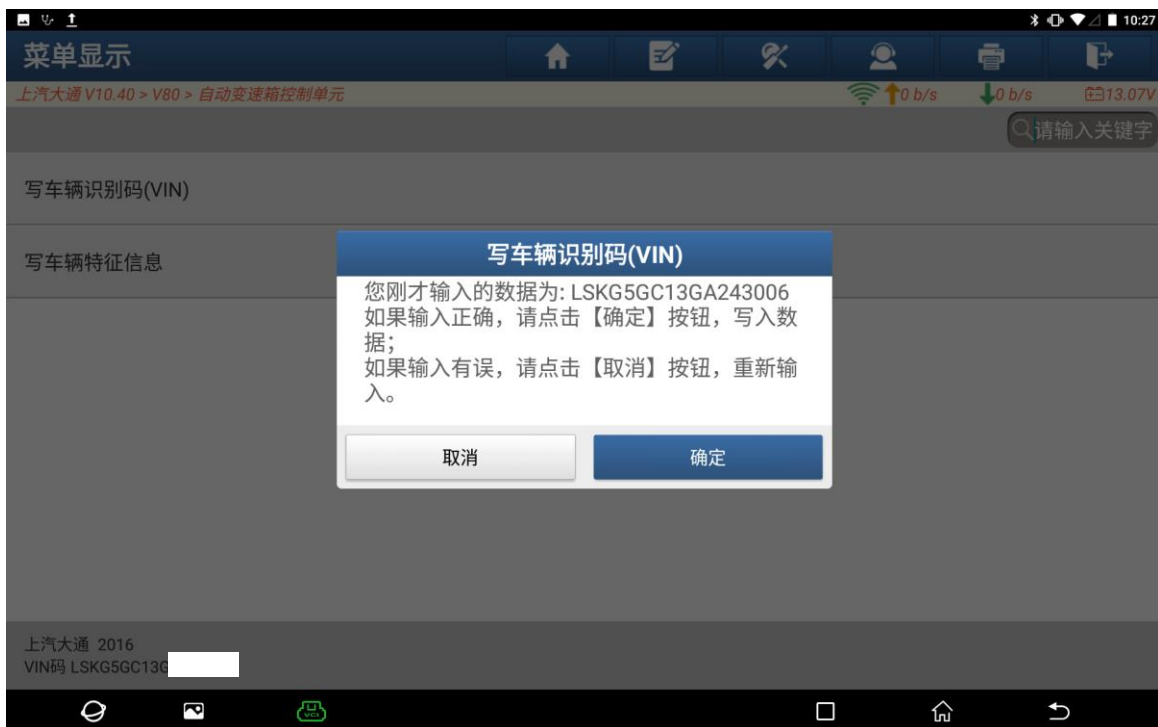 10:27
菜单显示
上汽大通 V10.40 > V80 > 自动变速箱控制单元
0 b/s 0 b/s 13.07V
请输入关键字
写车辆识别码(VIN)
写车辆特征信息
写车辆识别码(VIN)
您刚才输入的数据为: LSKG5GC13GA243006
如果输入正确，请点击【确定】按钮，写入数
据；
如果输入有误，请点击【取消】按钮，重新输
入。
取消 确定
上汽大通 2016
VIN码 LSKG5GC13G
VCI